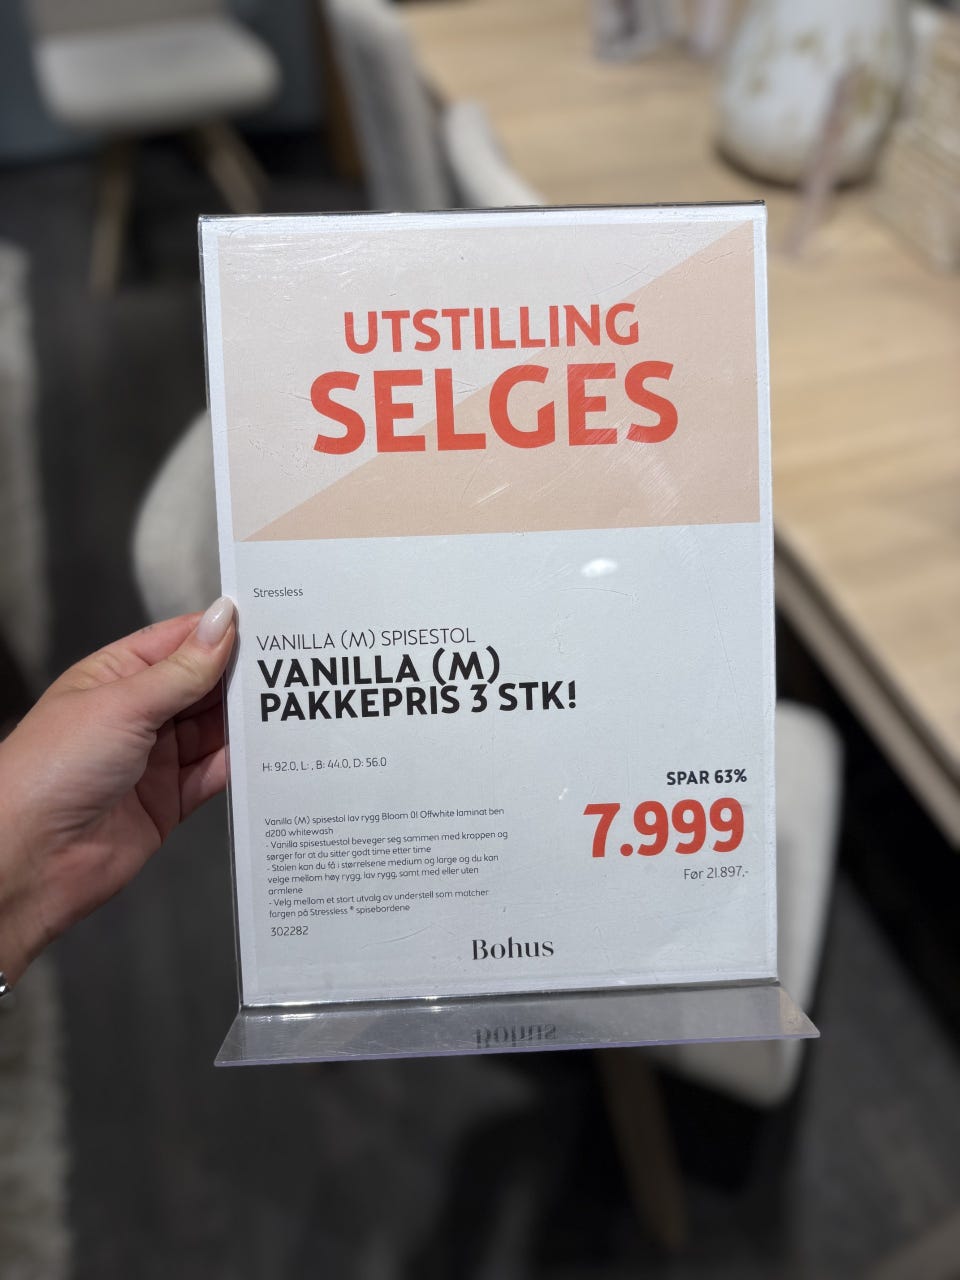 UTSTILLING
SELGES
Stressless
VANILLA (M) SPISESTOL
VANILLA (M)
PAKKEPRIS 3 STK!
H: 92.0, L: , B: 44.0, D: 56.0
SPAR 63%
7.999
Før 21.897,-
Vanilla (M) spisestol lav rygg Bloom 01 Offwhite laminat ben
d200 whitewash
- Vanilla spisestuestol beveger seg sammen med kroppen og
sørger for at du sitter godt time etter time
- Stolen kan du få i størrelsene medium og large og du kan
velge mellom høy rygg, lav rygg, samt med eller uten
armlene
- Velg mellom et stort utvalg av understell som matcher
fargen på Stressless ® spisebordene
302282
Bohus